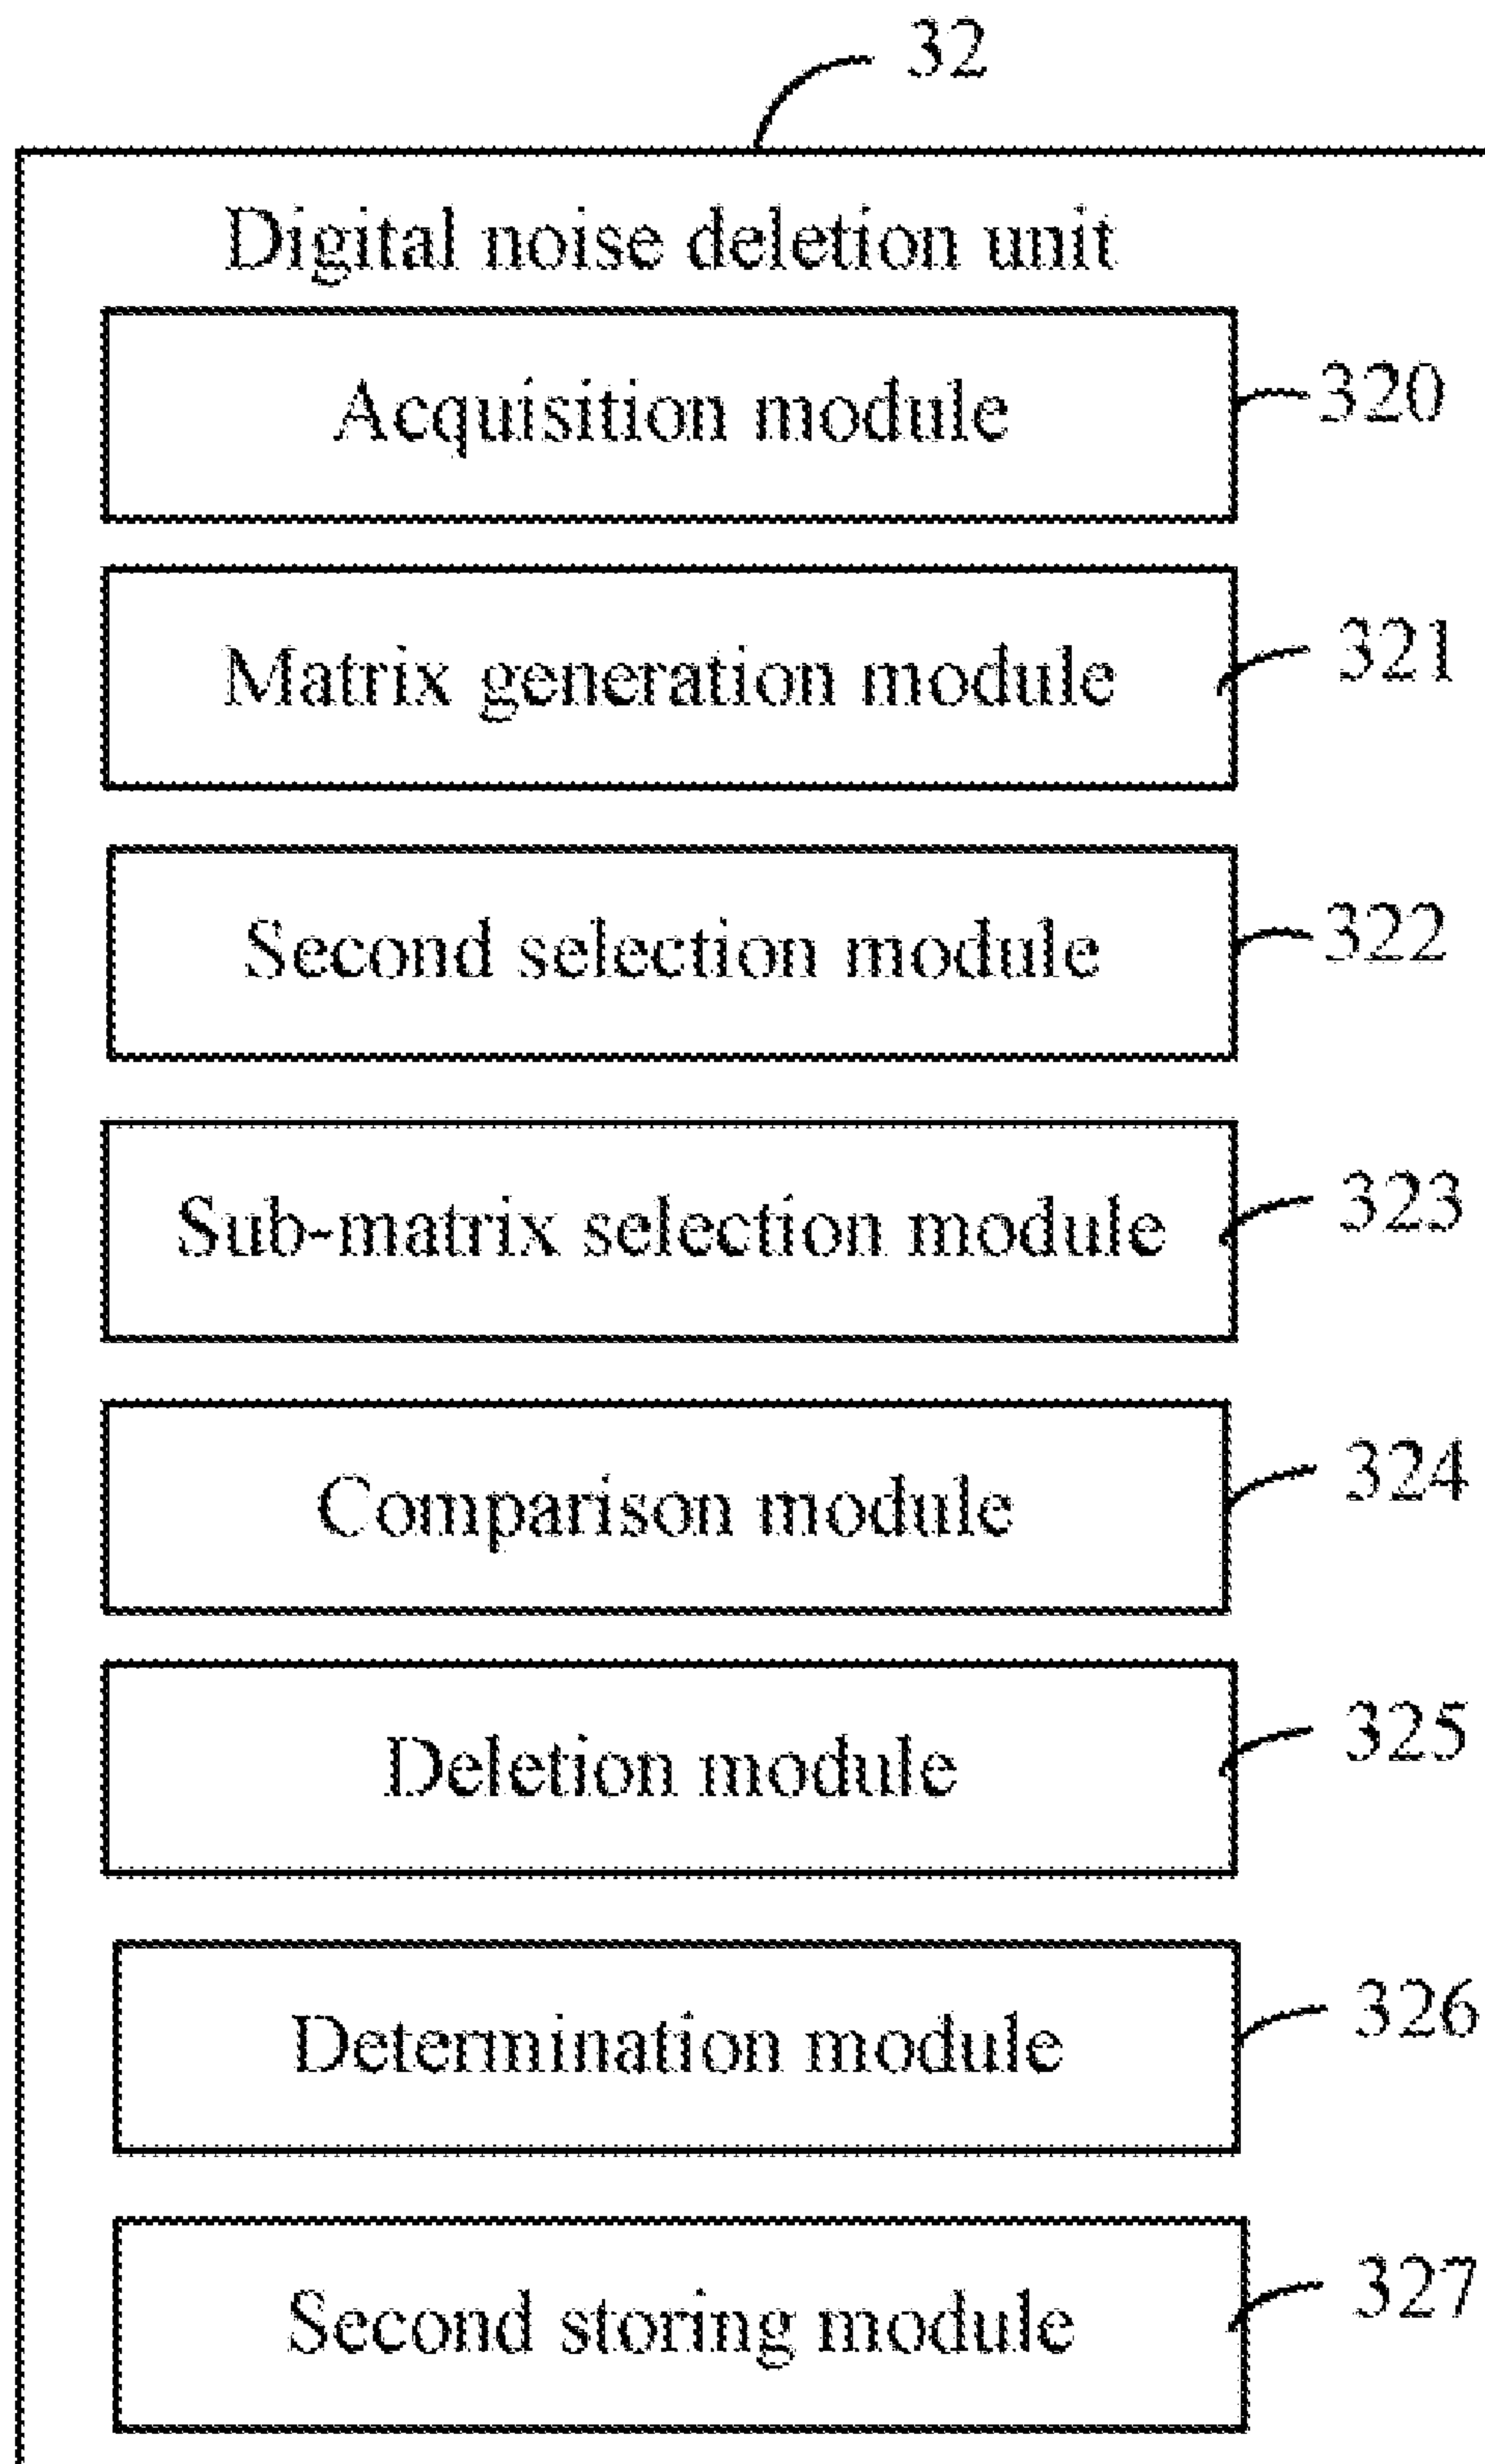 32
Digital noise deletion unit
Acquisition module 320
Matrix generation module 321
Second selection module 322
Sub-matrix selection module 323
Comparison module 324
Deletion module 325
Determination module 326
Second storing module 327